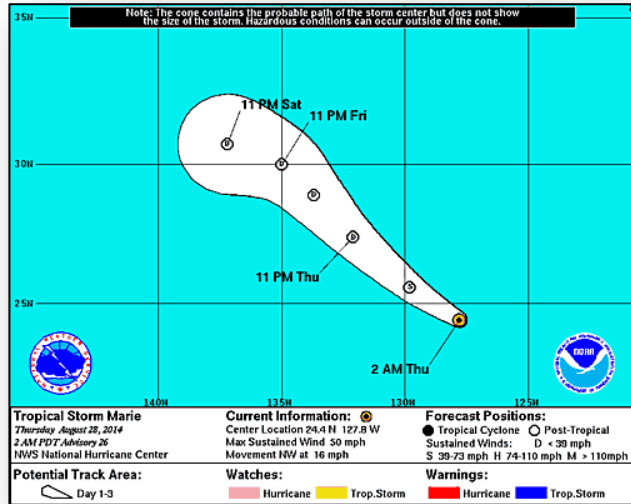 Note: The cone contains the probable path of the storm center but does not show
the size of the storm. Hazardous conditions can occur outside of the cone.
35N
11 PM Sat
11 PM Fri
D
D
30N
D
D
11 PM Thu
S
25N
2 AM Thu
NOAA
140W
135W
130W
125W
Tropical Storm Marie
Thursday August 28, 2014
2 AM PDT Advisory 26
NWS National Hurricane Center
Current Information:
Center Location 24.4 N 127.8 W
Max Sustained Wind 50 mph
Movement NW at 16 mph
Forecast Positions:
Tropical Cyclone Post-Tropical
Sustained Winds: D < 39 mph
S 39-73 mph H 74-110 mph M > 110mph
Potential Track Area:
Day 1-3
Watches:
Hurricane Trop.Storm
Warnings:
Hurricane Trop.Storm